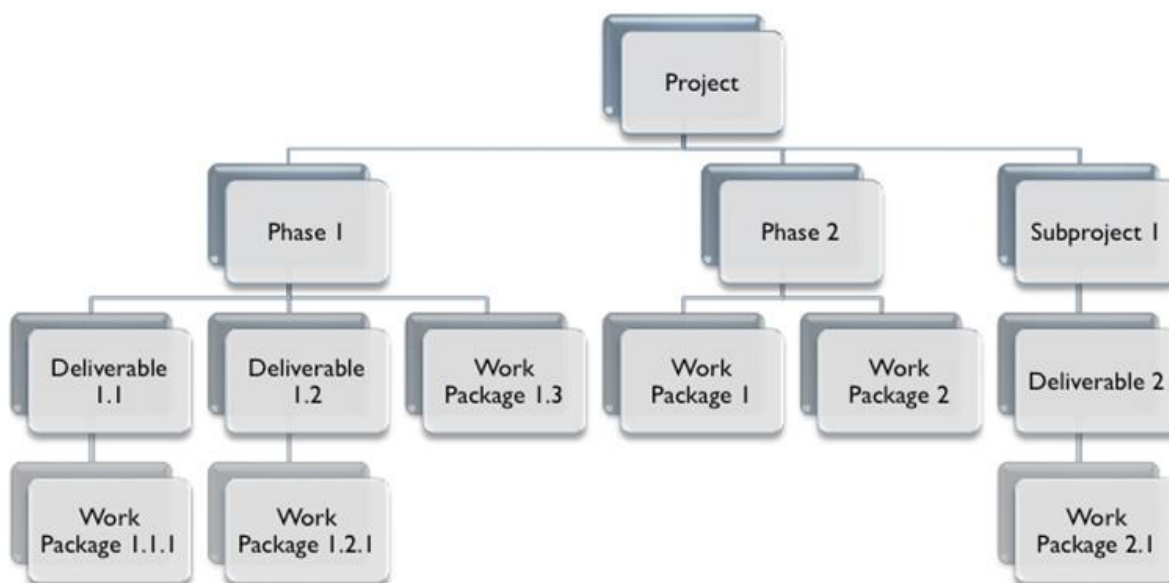 Project
Phase 1
Phase 2
Subproject 1
Deliverable
1.1
Deliverable
1.2
Work
Package 1.3
Work
Package 1
Work
Package 2
Deliverable 2
Work
Package 1.1.1
Work
Package 1.2.1
Work
Package 2.1